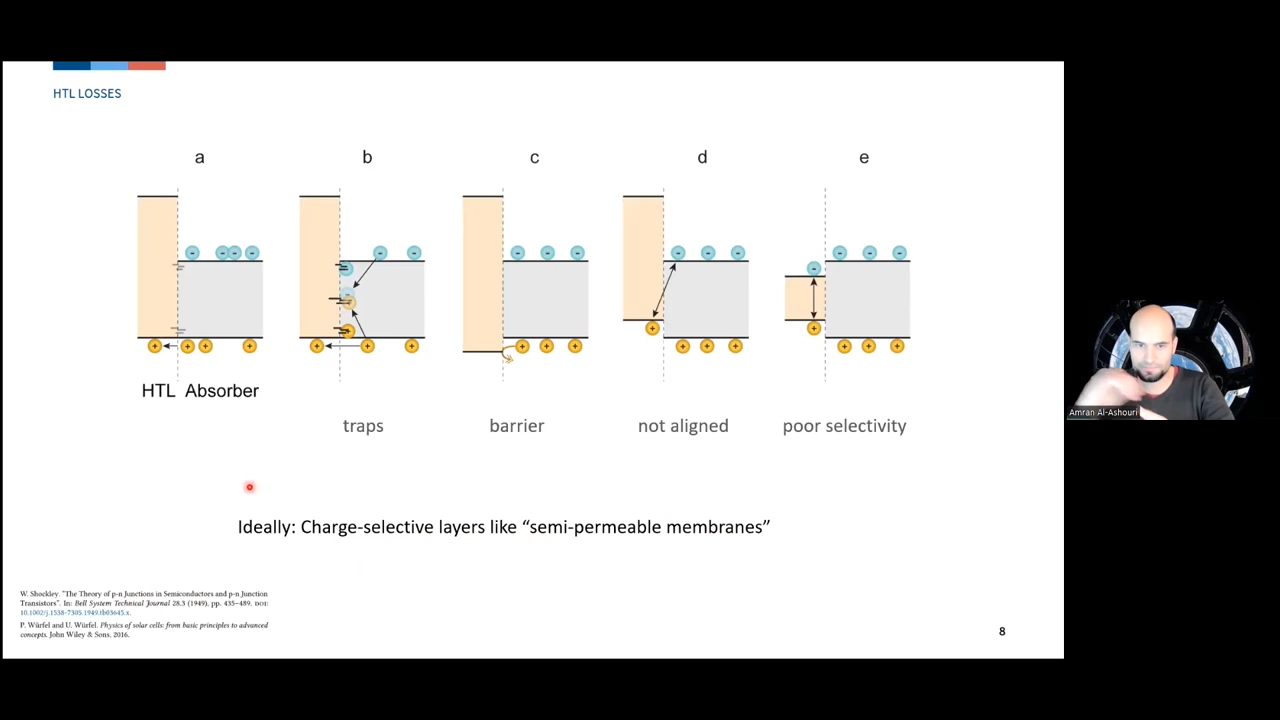 HTL LOSSES
a b c d e
HTL Absorber
traps barrier not aligned poor selectivity
Ideally: Charge-selective layers like “semi-permeable membranes”
W. Shockley. “The Theory of p-n Junctions in Semiconductors and p-n Junction
Transistors”. In: Bell System Technical Journal 28.3 (1949), pp. 435–489. DOI:
10.1002/j.1538-7305.1949.tb03645.x.
P. Würfel and U. Würfel. Physics of solar cells: from basic principles to advanced
concepts. John Wiley & Sons, 2016.
8
Amran Al-Ashouri